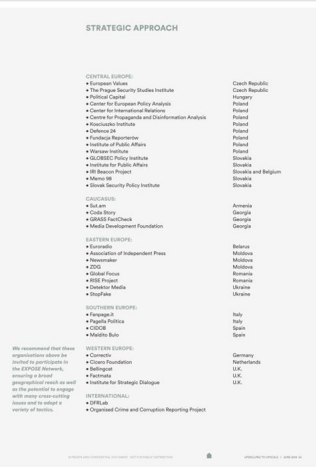 STRATEGIC APPROACH
CENTRAL EUROPE:
• European Values Czech Republic
• The Prague Security Studies Institute Czech Republic
• Political Capital Hungary
• Center for European Policy Analysis Poland
• Center for International Relations Poland
• Centre for Propaganda and Disinformation Analysis Poland
• Kosciuszko Institute Poland
• Defence 24 Poland
• Fundacja Reporterów Poland
• Institute of Public Affairs Poland
• Warsaw Institute Poland
• GLOBSEC Policy Institute Slovakia
• Institute for Public Affairs Slovakia
• IRI Beacon Project Slovakia and Belgium
• Memo 98 Slovakia
• Slovak Security Policy Institute Slovakia
CAUCASUS:
• Sut.am Armenia
• Coda Story Georgia
• GRASS FactCheck Georgia
• Media Development Foundation Georgia
EASTERN EUROPE:
• Euroradio Belarus
• Association of Independent Press Moldova
• Newsmaker Moldova
• ZDG Moldova
• Global Focus Romania
• RISE Project Romania
• Detektor Media Ukraine
• StopFake Ukraine
SOUTHERN EUROPE:
• Fanpage.it Italy
• Pagella Politica Italy
• CIDOB Spain
• Maldito Bulo Spain
We recommend that these
organisations above be
invited to participate in
the EXPOSE Network,
ensuring a broad
geographical reach as well
as the potential to engage
with many cross-cutting
issues and to adopt a
variety of tactics.
WESTERN EUROPE:
• Correctiv Germany
• Cicero Foundation Netherlands
• Bellingcat U.K.
• Factmata U.K.
• Institute for Strategic Dialogue U.K.
INTERNATIONAL:
• DFRLab
• Organised Crime and Corruption Reporting Project